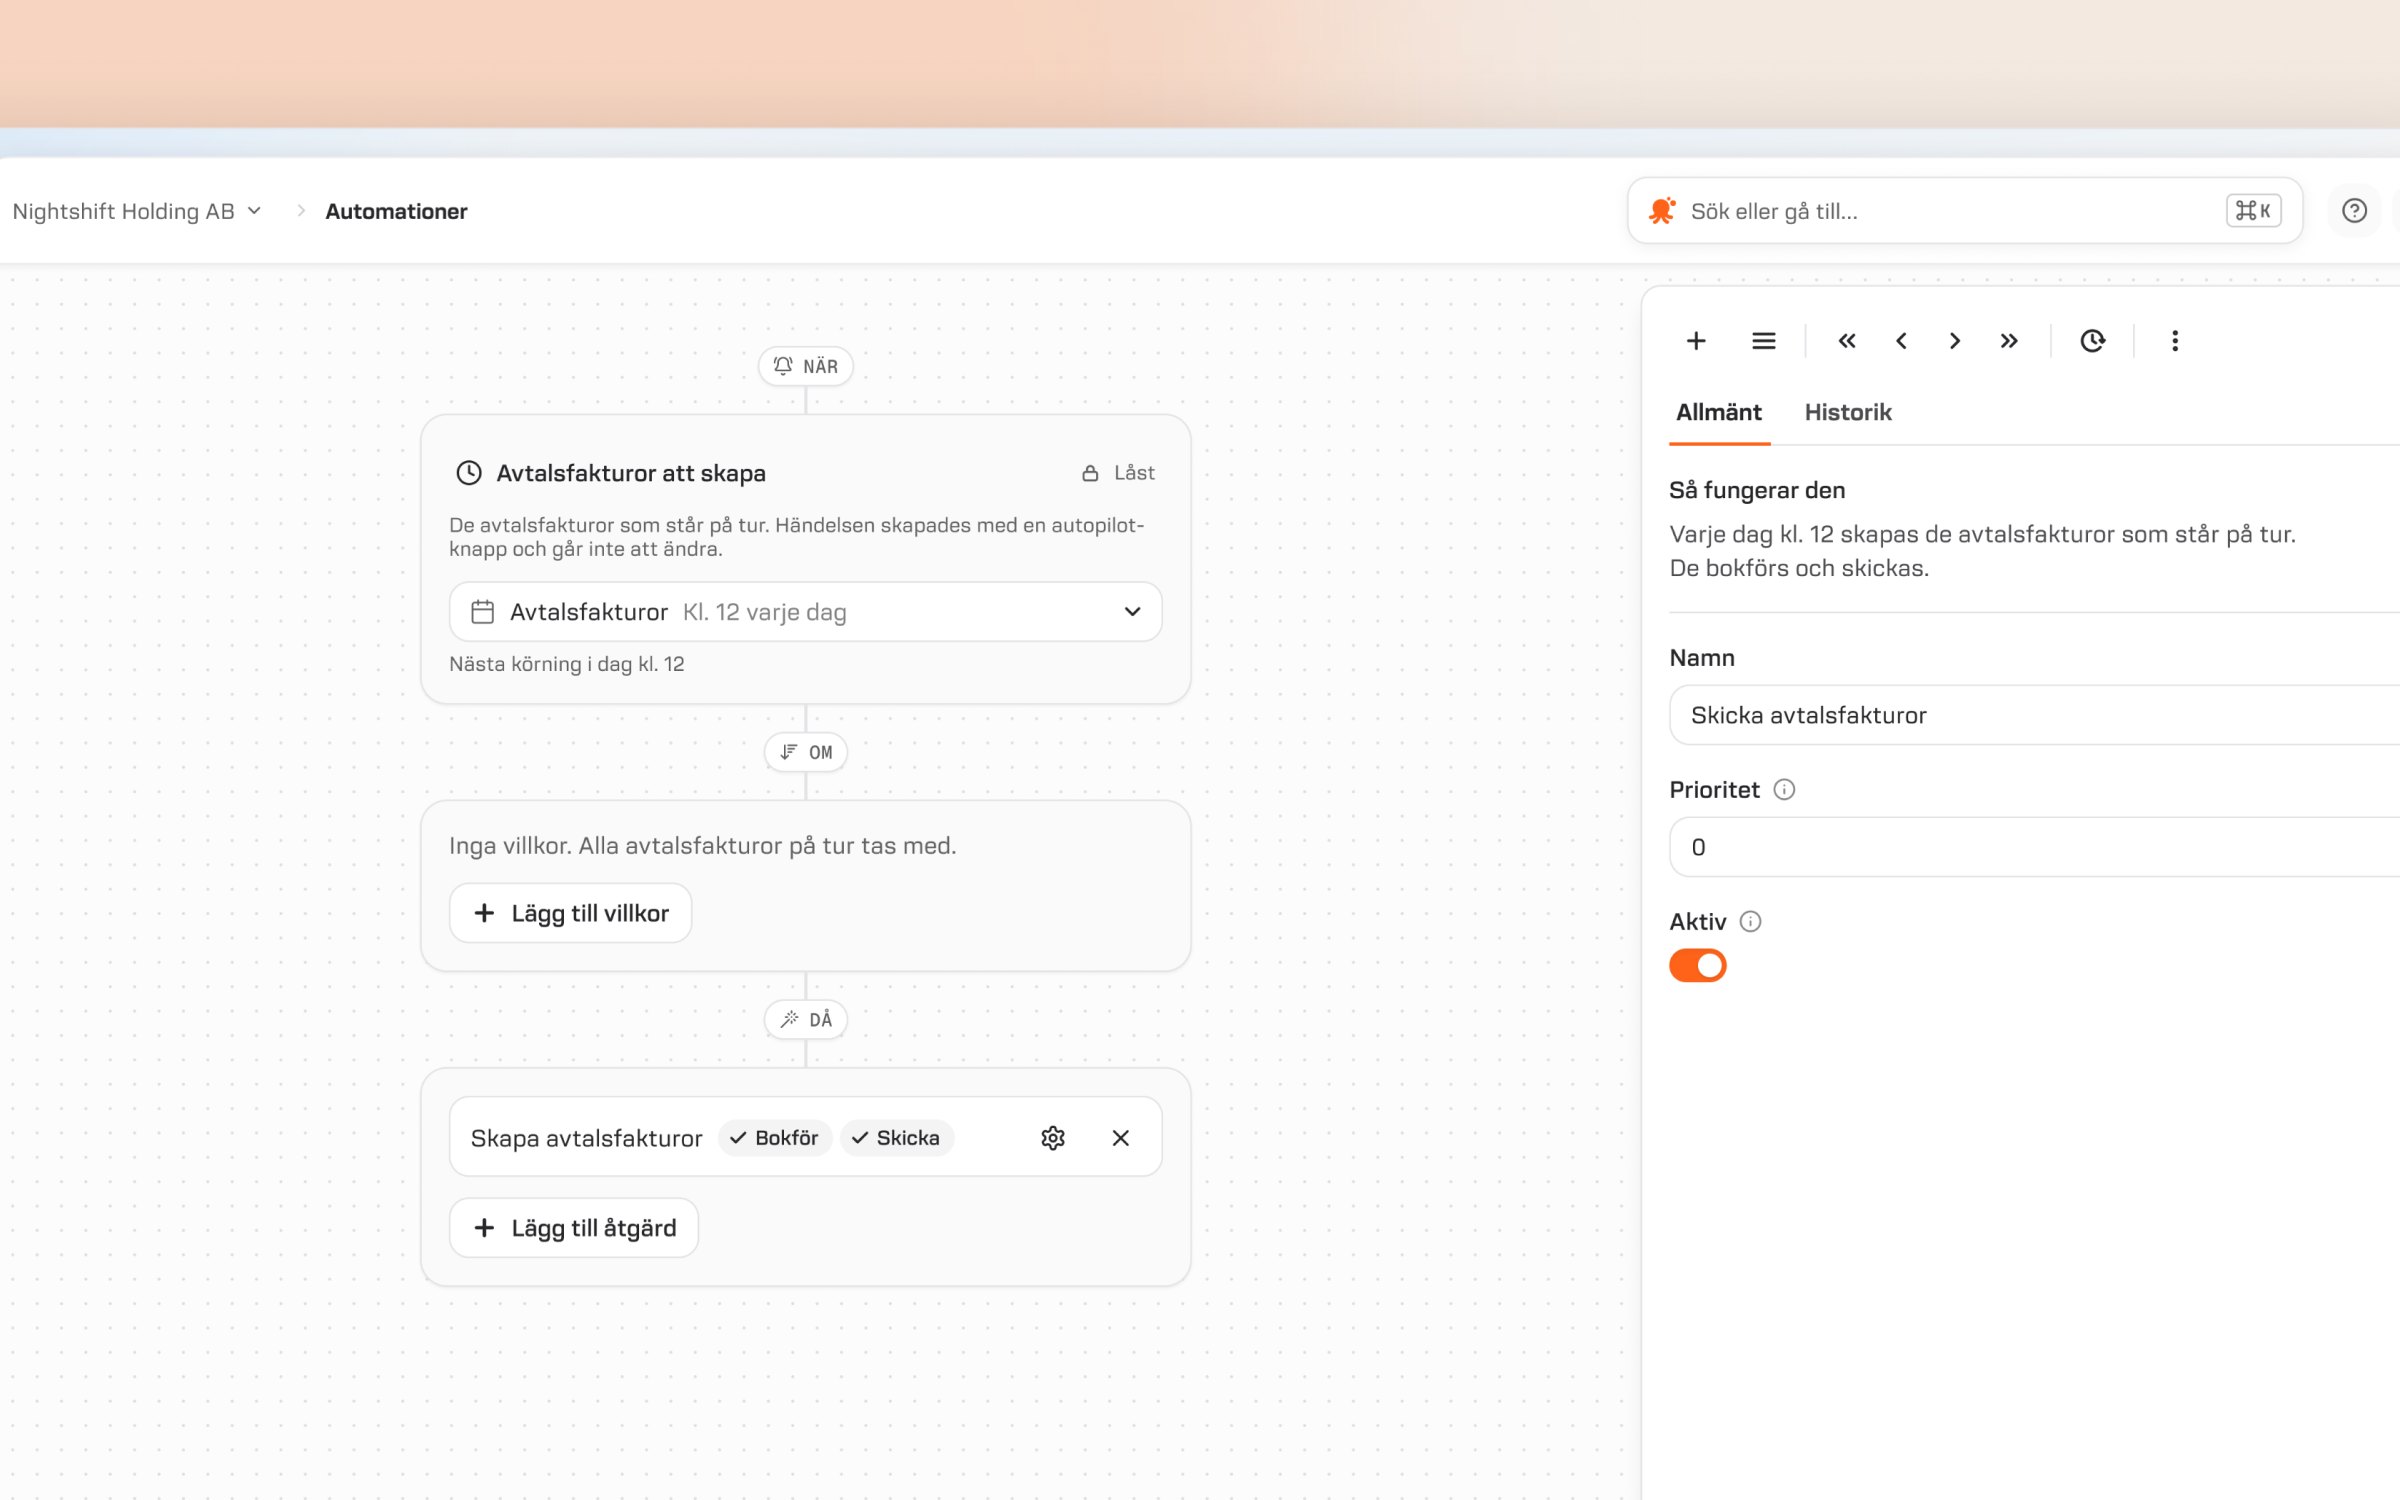 Nightshift Holding AB
Automationer
Sök eller gå till...
⌘K
NÄR
Avtalsfakturor att skapa
Låst
De avtalsfakturor som står på tur. Händelsen skapades med en autopilot-
knapp och går inte att ändra.
Avtalsfakturor Kl. 12 varje dag
Nästa körning i dag kl. 12
OM
Inga villkor. Alla avtalsfakturor på tur tas med.
Lägg till villkor
DÅ
Skapa avtalsfakturor Bokför Skicka
Lägg till åtgärd
Allmänt Historik
Så fungerar den
Varje dag kl. 12 skapas de avtalsfakturor som står på tur.
De bokförs och skickas.
Namn
Skicka avtalsfakturor
Prioritet
0
Aktiv